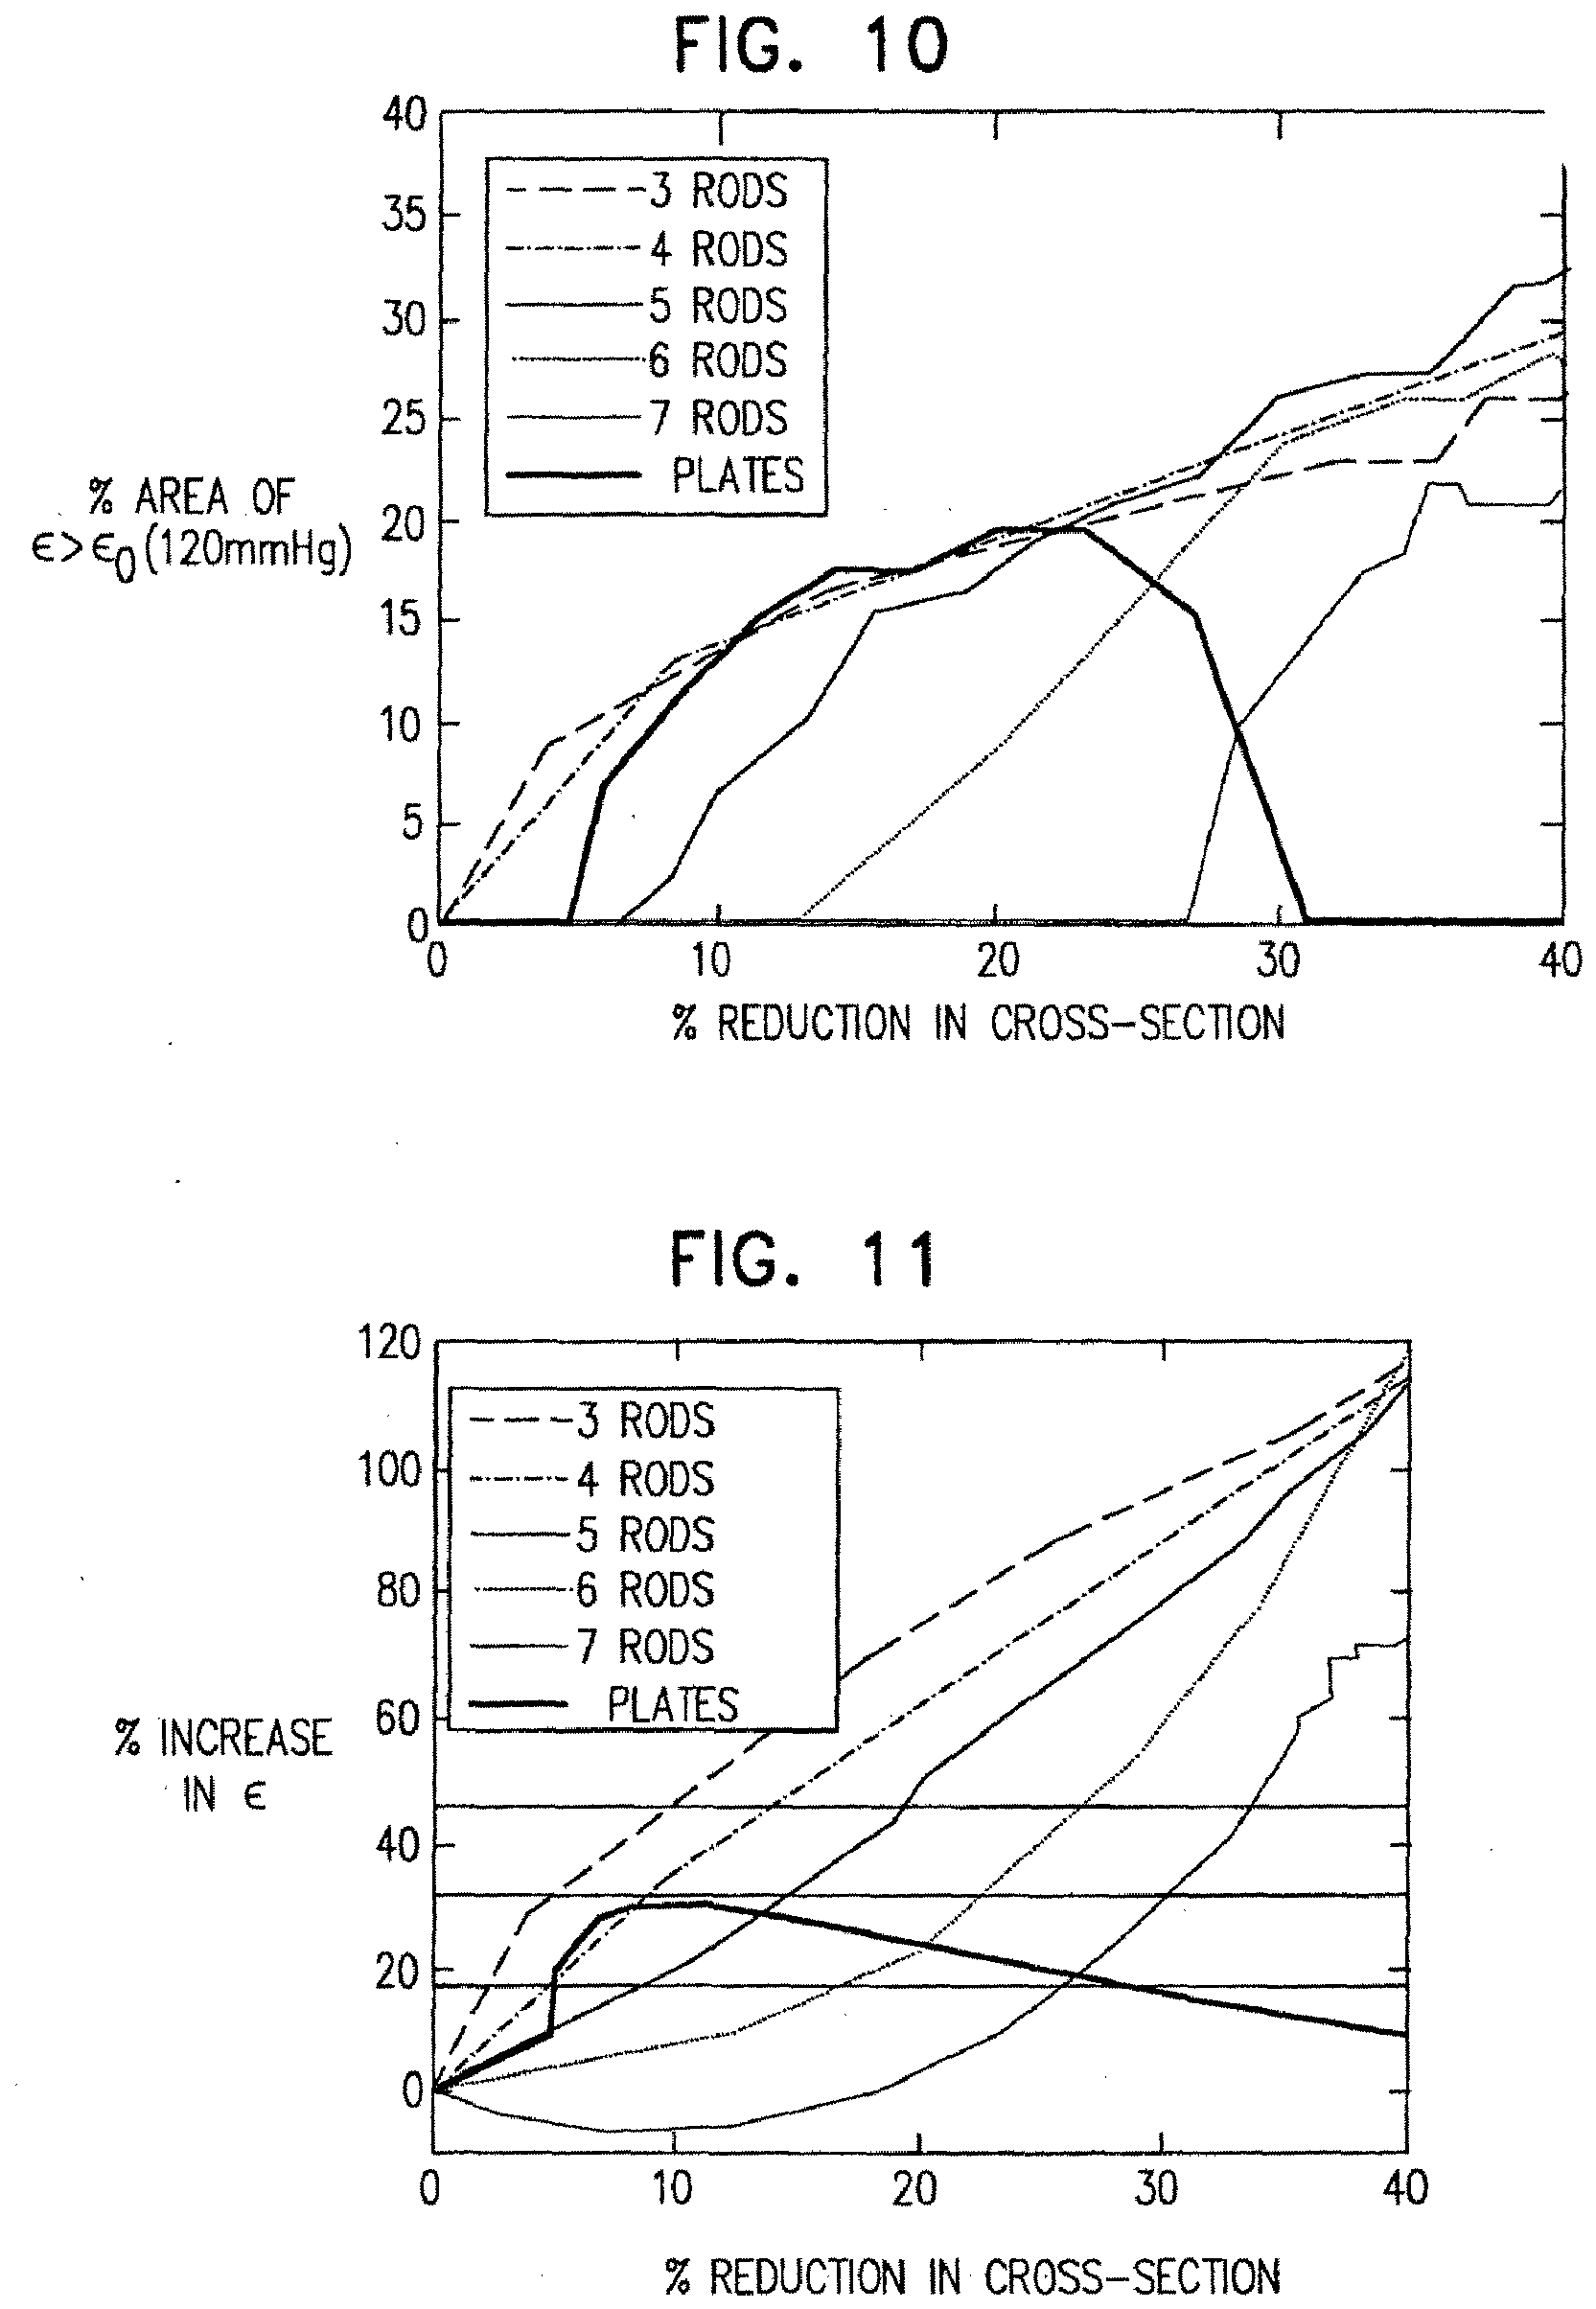 FIG. 10
40
35
30
25
20
15
10
5
0
% AREA OF
ϵ>ϵ0(120mmHg)
3 RODS
4 RODS
5 RODS
6 RODS
7 RODS
PLATES
0 10 20 30 40
% REDUCTION IN CROSS-SECTION
FIG. 11
120
100
80
60
40
20
0
% INCREASE
IN ϵ
3 RODS
4 RODS
5 RODS
6 RODS
7 RODS
PLATES
0 10 20 30 40
% REDUCTION IN CROSS-SECTION